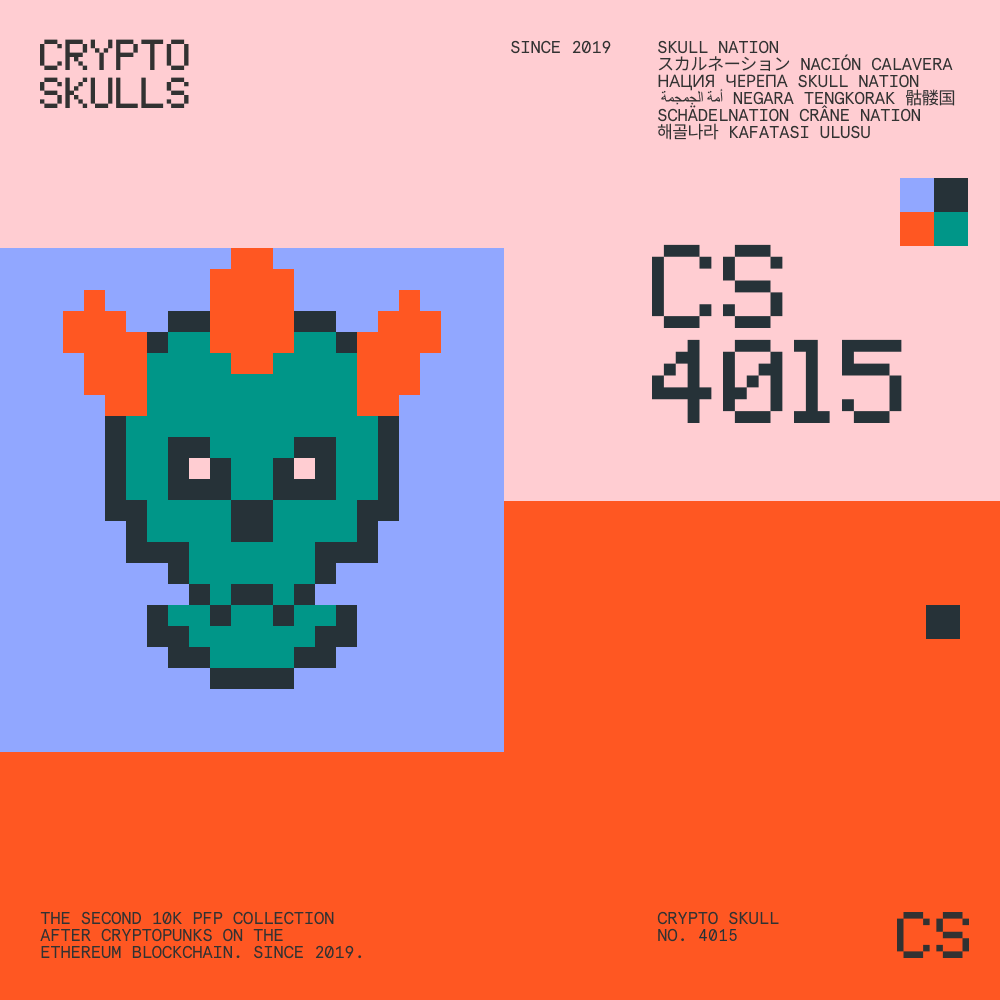 CRYPTO
SKULLS
SINCE 2019
SKULL NATION
スカルネーション NACIÓN CALAVERA
НАЦИЯ ЧЕРЕПА SKULL NATION
أمة الجمجمة NEGARA TENGKORAK 骷髅国
SCHÄDELNATION CRÂNE NATION
해골나라 KAFATASI ULUSU
CS
4015
THE SECOND 10K PFP COLLECTION
AFTER CRYPTOPUNKS ON THE
ETHEREUM BLOCKCHAIN. SINCE 2019.
CRYPTO SKULL
NO. 4015
CS